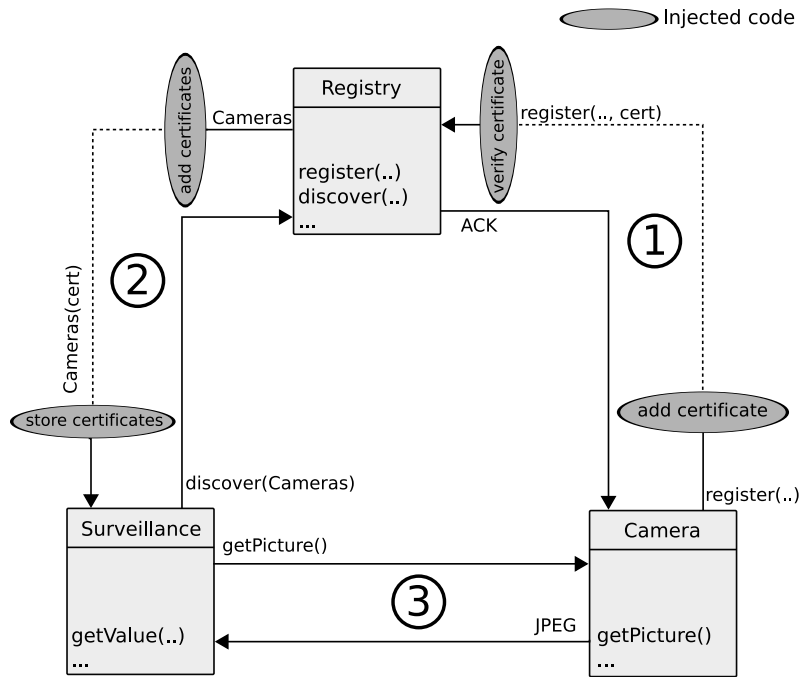 Injected code
add certificates
Cameras
Registry
register(..)
discover(..)
...
verify certificate
register(.., cert)
ACK
1
2
Cameras(cert)
store certificates
add certificate
discover(Cameras)
register(..)
Surveillance
getValue(..)
...
getPicture()
3
JPEG
Camera
getPicture()
...